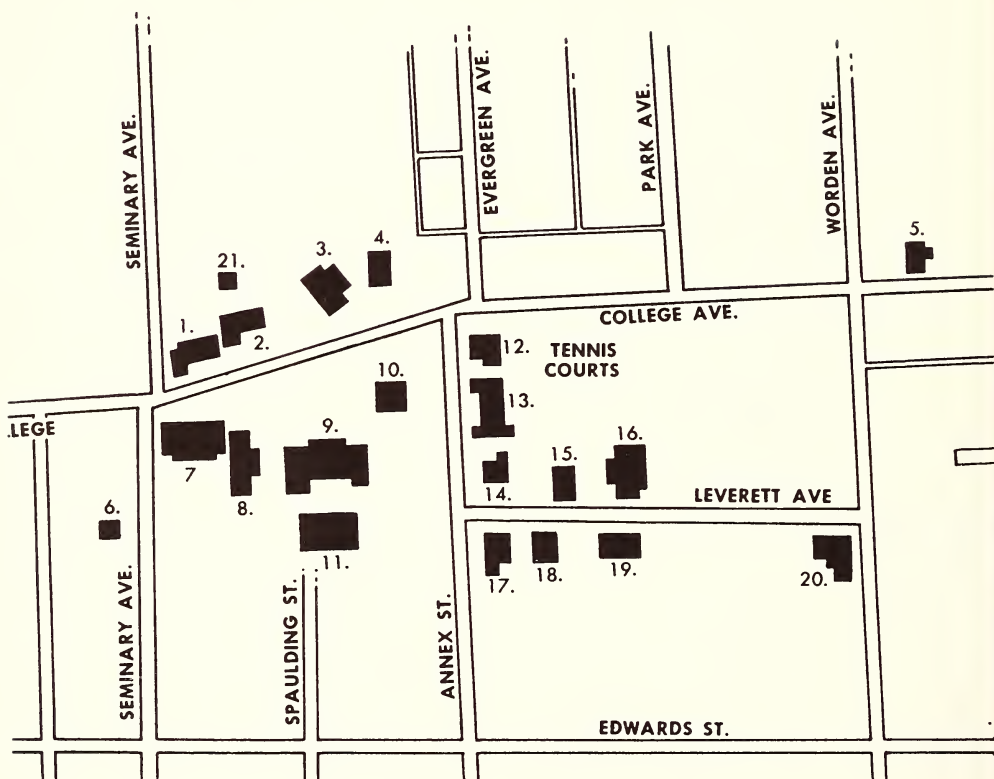 SEMINARY AVE.
EVERGREEN AVE.
PARK AVE.
WORDEN AVE.
5.
4.
3.
21.
1.
2.
COLLEGE AVE.
12.
TENNIS
COURTS
10.
13.
.LEGE
9.
7
8.
16.
15.
14.
LEVERETT AVE
6.
11.
17.
18.
19.
20.
SEMINARY AVE.
SPAULDING ST.
ANNEX ST.
EDWARDS ST.